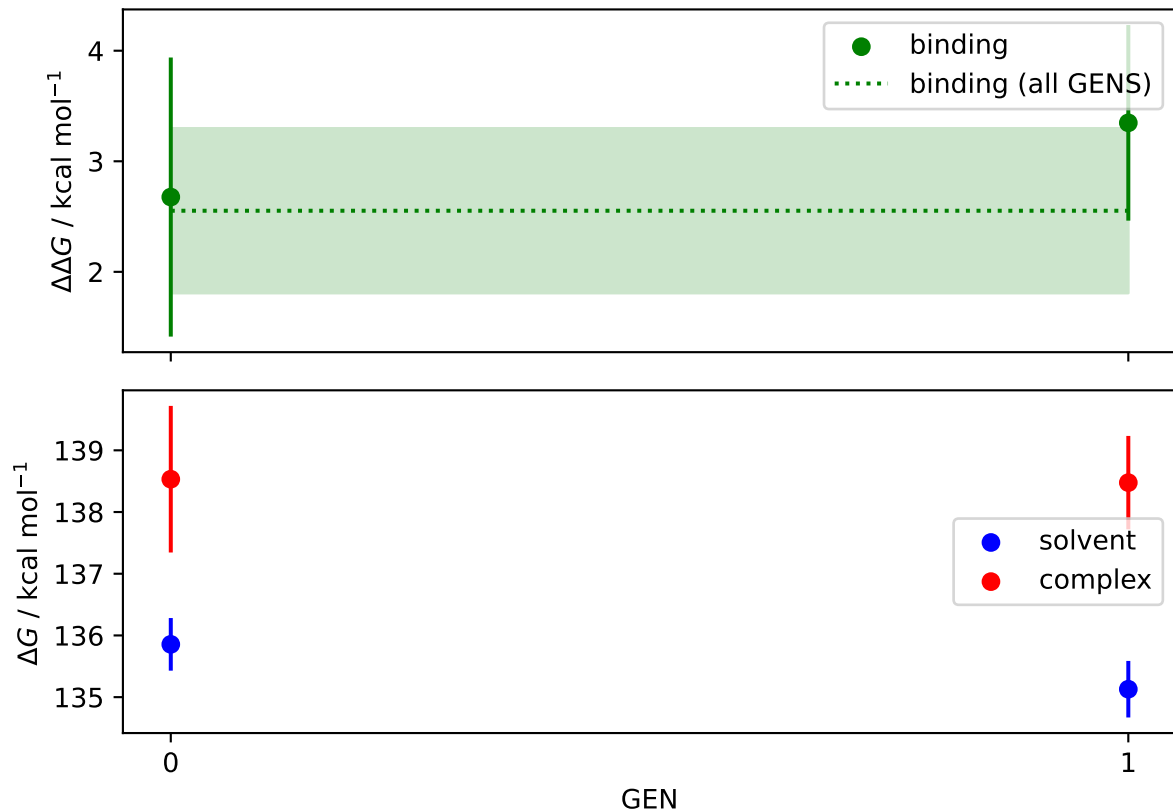 ΔΔG / kcal mol⁻¹
4
3
2
binding
binding (all GENS)
ΔG / kcal mol⁻¹
139
138
137
136
135
solvent
complex
0
1
GEN